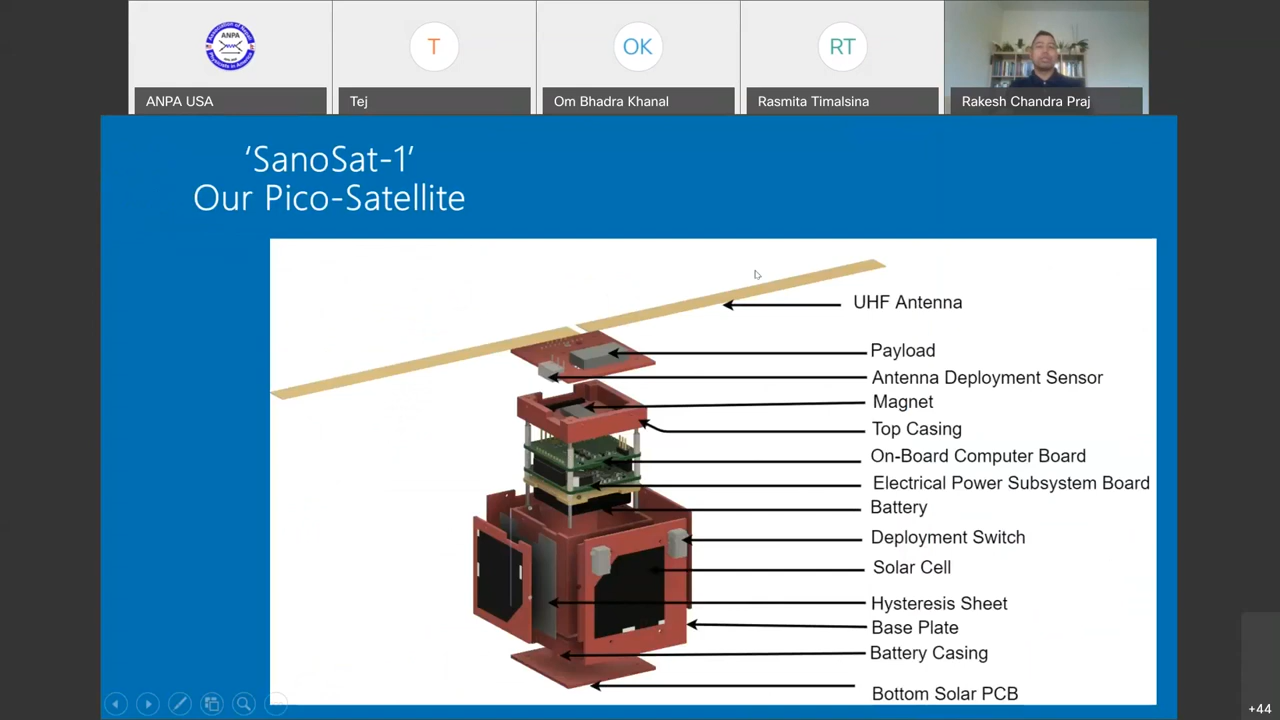 ANPA
T
OK
RT
ANPA USA
Tej
Om Bhadra Khanal
Rasmita Timalsina
Rakesh Chandra Praj
‘SanoSat-1’
Our Pico-Satellite
UHF Antenna
Payload
Antenna Deployment Sensor
Magnet
Top Casing
On-Board Computer Board
Electrical Power Subsystem Board
Battery
Deployment Switch
Solar Cell
Hysteresis Sheet
Base Plate
Battery Casing
Bottom Solar PCB
+44